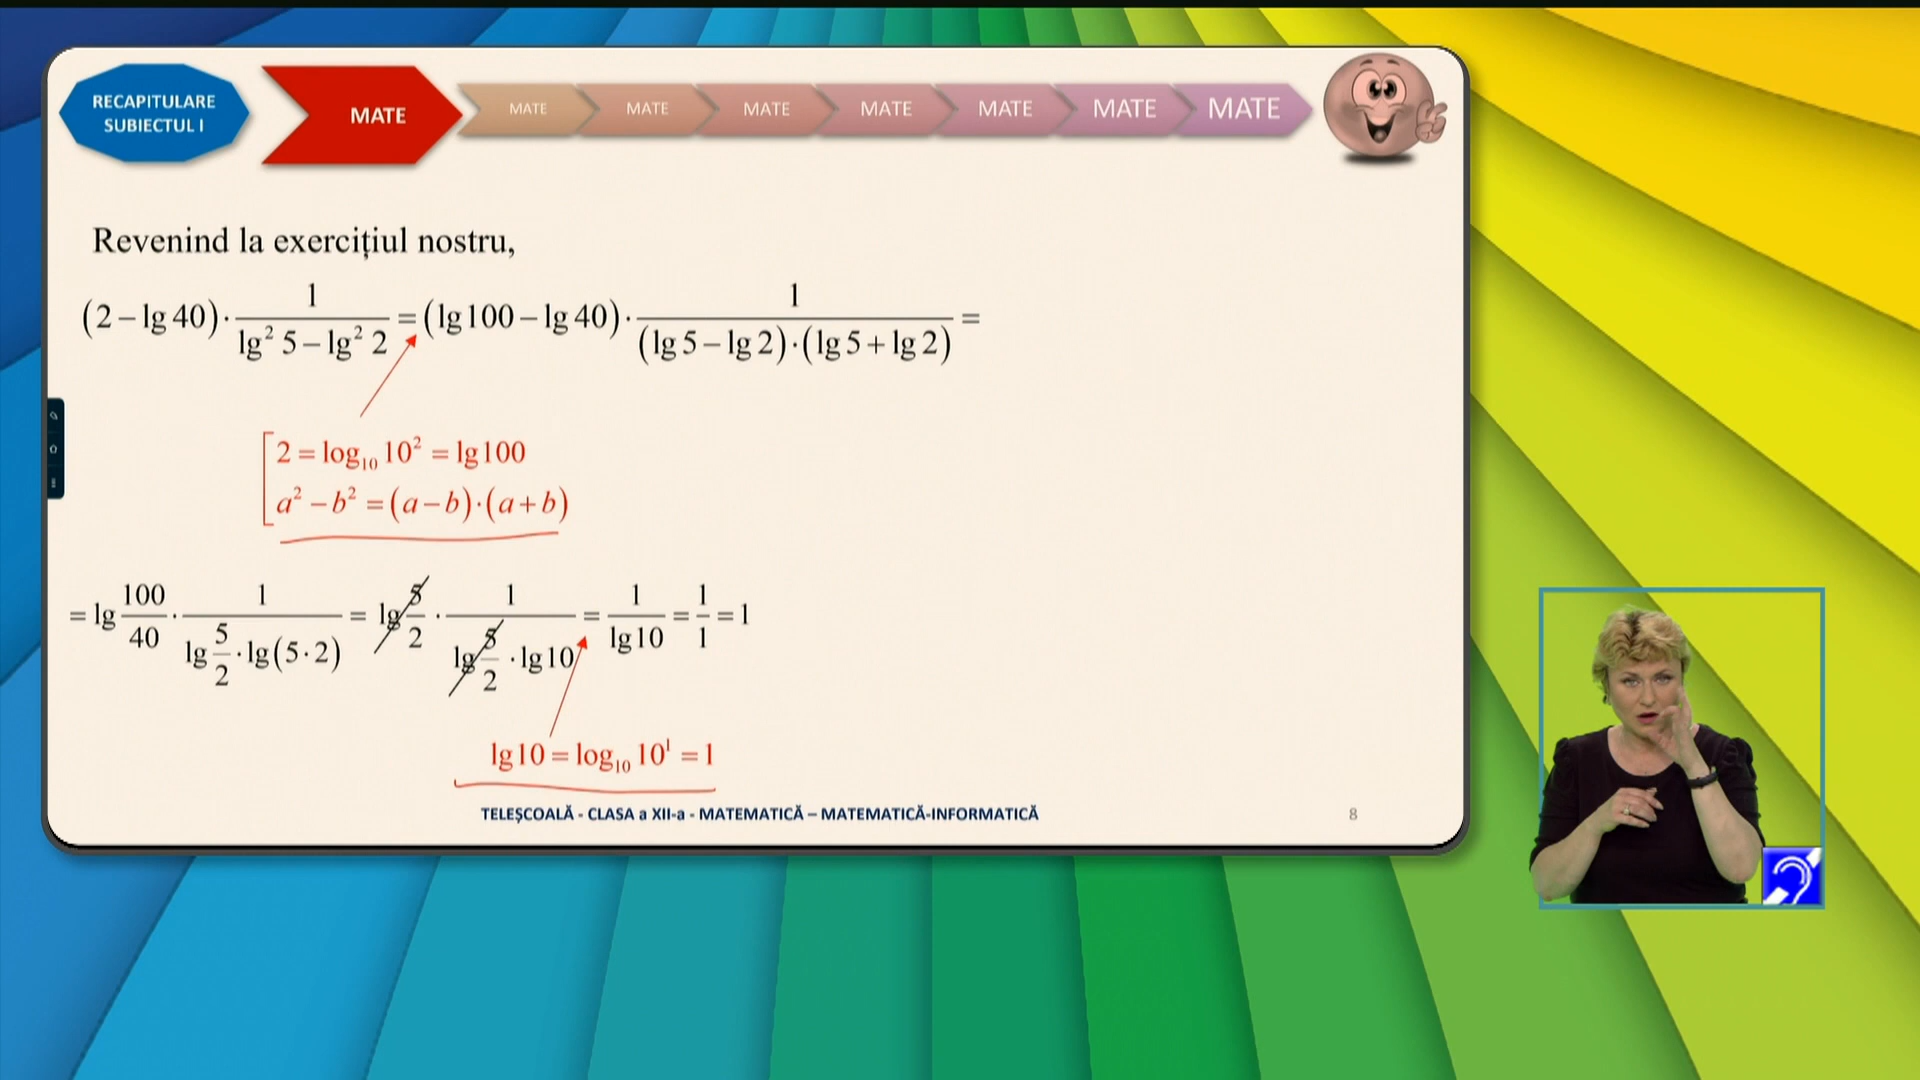 RECAPITULARE
SUBIECTUL I
MATE
MATE
MATE
MATE
MATE
MATE
MATE
MATE
Revenind la exercițiul nostru,
(2 − lg 40) · 1/(lg² 5 − lg² 2) = (lg 100 − lg 40) · 1/((lg 5 − lg 2) · (lg 5 + lg 2)) =
2 = log₁₀ 10² = lg 100
a² − b² = (a − b) · (a + b)
= lg 100/40 · 1/(lg 5/2 · lg(5 · 2)) = lg 5/2 · 1/(lg 5/2 · lg 10) = 1/lg 10 = 1/1 = 1
lg 10 = log₁₀ 10¹ = 1
TELEȘCOALĂ - CLASA a XII-a - MATEMATICĂ – MATEMATICĂ-INFORMATICĂ
8